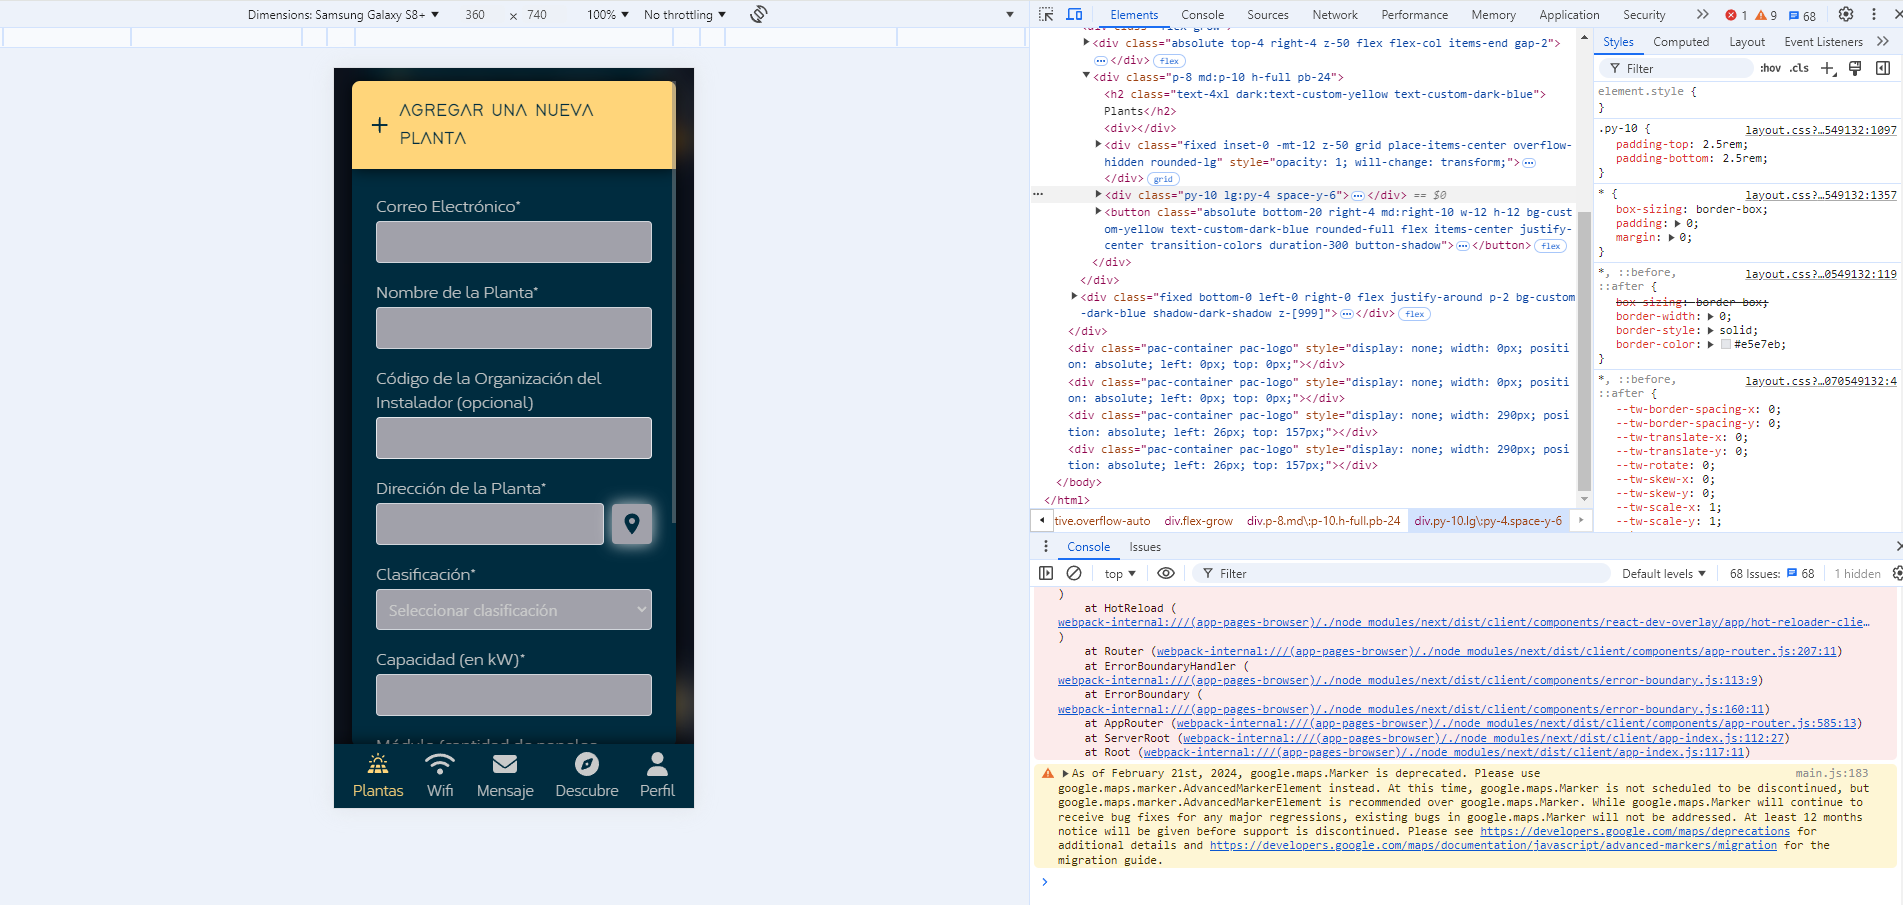 Dimensions: Samsung Galaxy S8+ ▼ 360 × 740 100% ▼ No throttling ▼
AGREGAR UNA NUEVA
PLANTA
Correo Electrónico*
Nombre de la Planta*
Código de la Organización del
Instalador (opcional)
Dirección de la Planta*
Clasificación*
Seleccionar clasificación
Capacidad (en kW)*
Plantas Wifi Mensaje Descubre Perfil
Elements Console Sources Network Performance Memory Application Security 1 9 68
<div class="absolute top-4 right-4 z-50 flex flex-col items-end gap-2">
</div> flex
<div class="p-8 md:p-10 h-full pb-24">
<h2 class="text-4xl dark:text-custom-yellow text-custom-dark-blue">
Plants</h2>
<div></div>
<div class="fixed inset-0 -mt-12 z-50 grid place-items-center overflow-
hidden rounded-lg" style="opacity: 1; will-change: transform;">
</div> grid
<div class="py-10 lg:py-4 space-y-6"> </div> == $0
<button class="absolute bottom-20 right-4 md:right-10 w-12 h-12 bg-cust
om-yellow text-custom-dark-blue rounded-full flex items-center justify-
center transition-colors duration-300 button-shadow"> </button> flex
</div>
</div>
<div class="fixed bottom-0 left-0 right-0 flex justify-around p-2 bg-custom
-dark-blue shadow-dark-shadow z-[999]"> </div> flex
</div>
<div class="pac-container pac-logo" style="display: none; width: 0px; positi
on: absolute; left: 0px; top: 0px;"></div>
<div class="pac-container pac-logo" style="display: none; width: 0px; positi
on: absolute; left: 0px; top: 0px;"></div>
<div class="pac-container pac-logo" style="display: none; width: 290px; posi
tion: absolute; left: 26px; top: 157px;"></div>
<div class="pac-container pac-logo" style="display: none; width: 290px; posi
tion: absolute; left: 26px; top: 157px;"></div>
</body>
</html>
tive.overflow-auto div.flex-grow div.p-8.md\:p-10.h-full.pb-24 div.py-10.lg\:py-4.space-y-6
Styles Computed Layout Event Listeners
Filter :hov .cls
element.style {
}
.py-10 { layout.css?…549132:1097
padding-top: 2.5rem;
padding-bottom: 2.5rem;
}
* { layout.css?…549132:1357
box-sizing: border-box;
padding: ▶ 0;
margin: ▶ 0;
}
*, ::before, layout.css?…0549132:119
::after {
box-sizing: border-box;
border-width: ▶ 0;
border-style: ▶ solid;
border-color: ▶ #e5e7eb;
}
*, ::before, layout.css?…070549132:4
::after {
--tw-border-spacing-x: 0;
--tw-border-spacing-y: 0;
--tw-translate-x: 0;
--tw-translate-y: 0;
--tw-rotate: 0;
--tw-skew-x: 0;
--tw-skew-y: 0;
--tw-scale-x: 1;
--tw-scale-y: 1;
Console Issues
top ▼ Filter Default levels ▼ 68 Issues: 68 1 hidden
)
at HotReload (
webpack-internal:///(app-pages-browser)/./node_modules/next/dist/client/components/react-dev-overlay/app/hot-reloader-clie…
)
at Router (webpack-internal:///(app-pages-browser)/./node_modules/next/dist/client/components/app-router.js:207:11)
at ErrorBoundaryHandler (
webpack-internal:///(app-pages-browser)/./node_modules/next/dist/client/components/error-boundary.js:113:9)
at ErrorBoundary (
webpack-internal:///(app-pages-browser)/./node_modules/next/dist/client/components/error-boundary.js:160:11)
at AppRouter (webpack-internal:///(app-pages-browser)/./node_modules/next/dist/client/components/app-router.js:585:13)
at ServerRoot (webpack-internal:///(app-pages-browser)/./node_modules/next/dist/client/app-index.js:112:27)
at Root (webpack-internal:///(app-pages-browser)/./node_modules/next/dist/client/app-index.js:117:11)
▶As of February 21st, 2024, google.maps.Marker is deprecated. Please use main.js:183
google.maps.marker.AdvancedMarkerElement instead. At this time, google.maps.Marker is not scheduled to be discontinued, but
google.maps.marker.AdvancedMarkerElement is recommended over google.maps.Marker. While google.maps.Marker will continue to
receive bug fixes for any major regressions, existing bugs in google.maps.Marker will not be addressed. At least 12 months
notice will be given before support is discontinued. Please see https://developers.google.com/maps/deprecations for
additional details and https://developers.google.com/maps/documentation/javascript/advanced-markers/migration for the
migration guide.